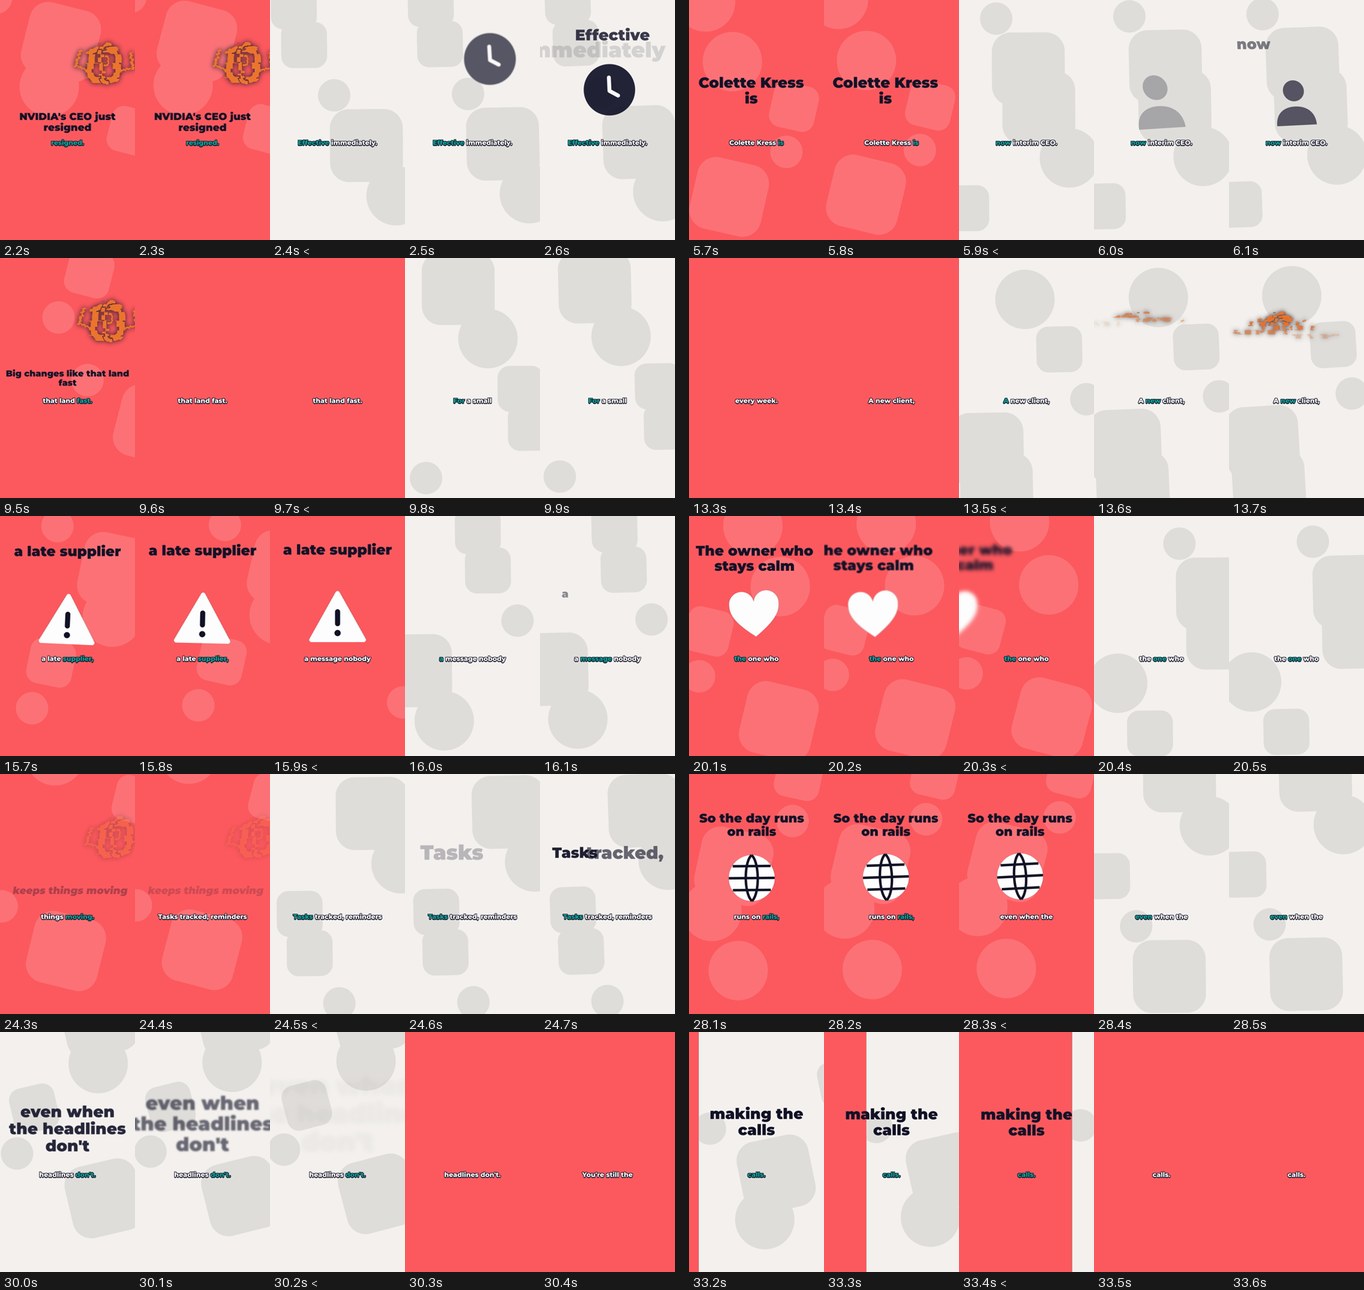 NVIDIA's CEO just
resigned
resigned.
NVIDIA's CEO just
resigned
resigned.
Effective immediately.
Effective immediately.
Effective
immediately
Effective immediately.
2.2s
2.3s
2.4s <
2.5s
2.6s
Colette Kress
is
Colette Kress is
Colette Kress
is
Colette Kress is
now interim CEO.
now interim CEO.
now
now interim CEO.
5.7s
5.8s
5.9s <
6.0s
6.1s
Big changes like that land
fast
that land fast.
that land fast.
that land fast.
For a small
For a small
9.5s
9.6s
9.7s <
9.8s
9.9s
every week.
A new client,
A new client,
A new client,
A new client,
13.3s
13.4s
13.5s <
13.6s
13.7s
a late supplier
a late supplier,
a late supplier
a late supplier,
a late supplier
a message nobody
a message nobody
a
a message nobody
15.7s
15.8s
15.9s <
16.0s
16.1s
The owner who
stays calm
the one who
he owner who
stays calm
the one who
er who
calm
the one who
the one who
the one who
20.1s
20.2s
20.3s <
20.4s
20.5s
keeps things moving
things moving.
keeps things moving
Tasks tracked, reminders
Tasks tracked, reminders
Tasks
Tasks tracked, reminders
Tasks tracked,
Tasks tracked, reminders
24.3s
24.4s
24.5s <
24.6s
24.7s
So the day runs
on rails
runs on rails,
So the day runs
on rails
runs on rails,
So the day runs
on rails
even when the
even when the
even when the
28.1s
28.2s
28.3s <
28.4s
28.5s
even when
the headlines
don't
headlines don't.
even when
the headlines
don't
headlines don't.
headlines don't.
headlines don't.
You're still the
30.0s
30.1s
30.2s <
30.3s
30.4s
making the
calls
calls.
making the
calls
calls.
making the
calls
calls.
calls.
calls.
33.2s
33.3s
33.4s <
33.5s
33.6s